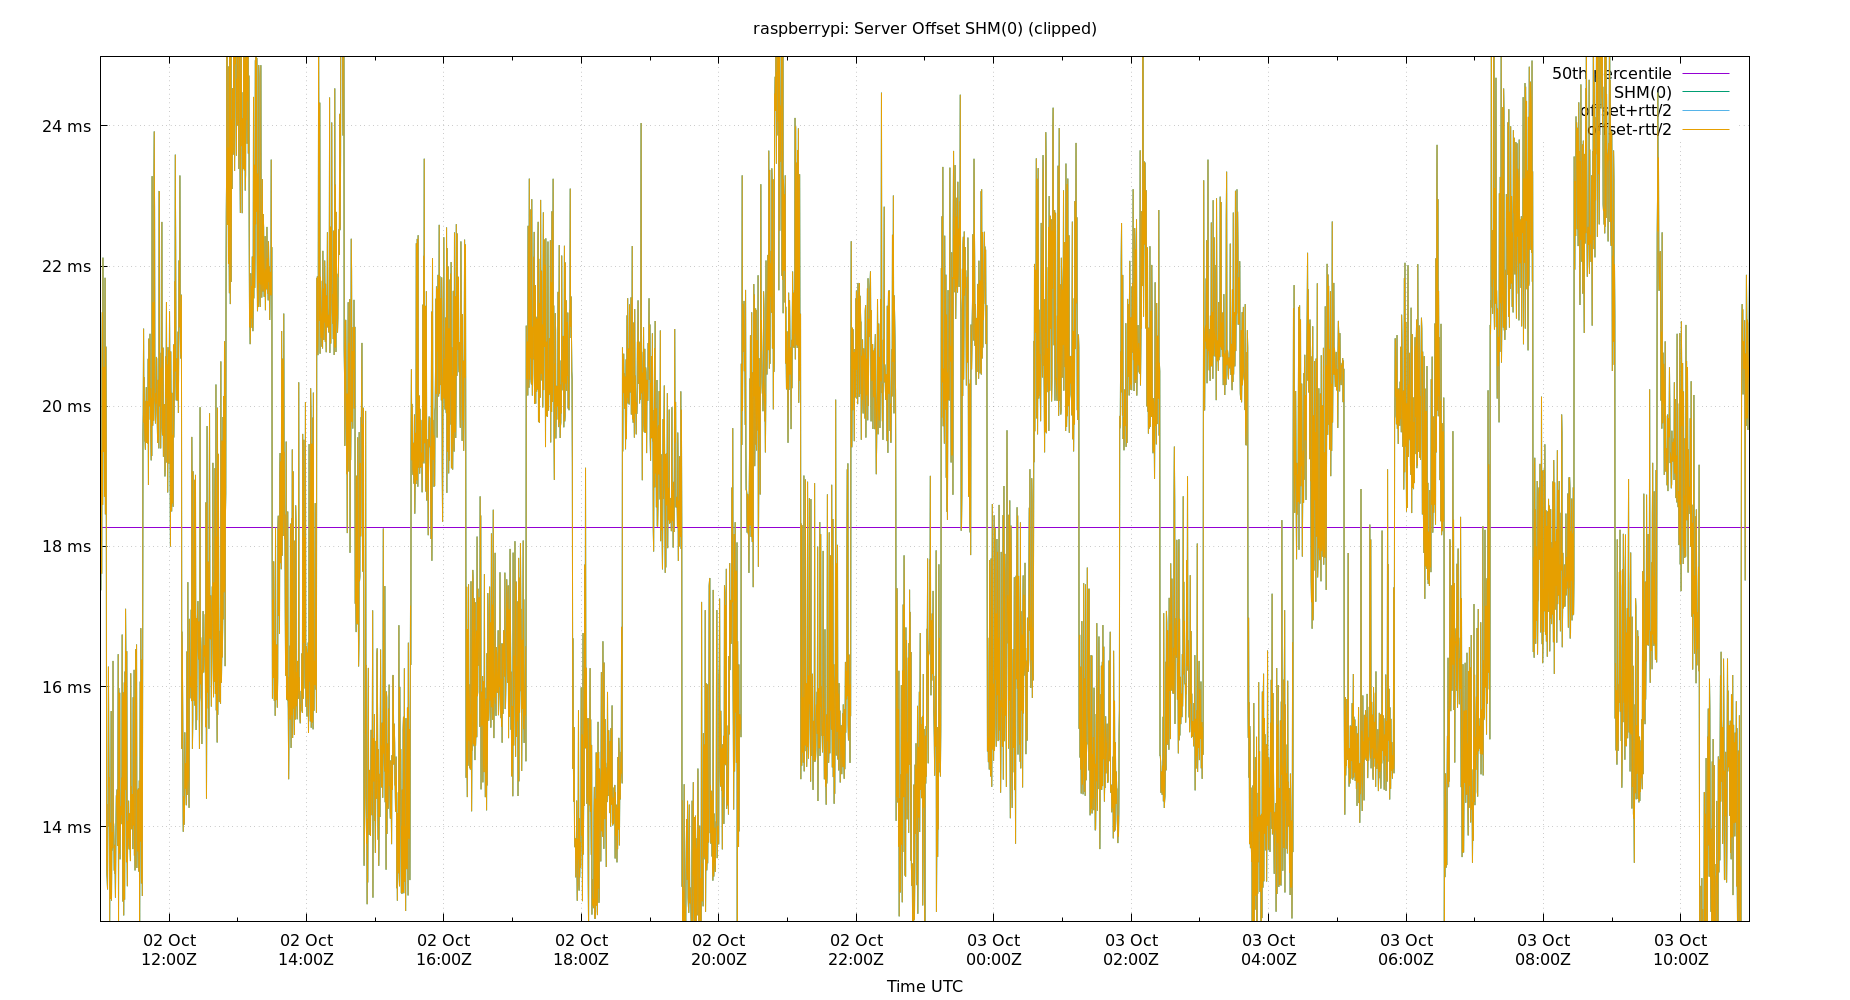 raspberrypi: Server Offset SHM(0) (clipped)
50th percentile
SHM(0)
offset+rtt/2
offset-rtt/2
24 ms
22 ms
20 ms
18 ms
16 ms
14 ms
02 Oct 02 Oct 02 Oct 02 Oct 02 Oct 02 Oct 03 Oct 03 Oct 03 Oct 03 Oct 03 Oct 03 Oct
12:00Z 14:00Z 16:00Z 18:00Z 20:00Z 22:00Z 00:00Z 02:00Z 04:00Z 06:00Z 08:00Z 10:00Z
Time UTC